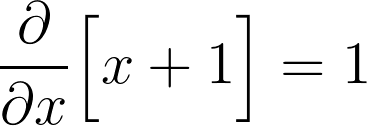 ∂/∂x [x + 1] = 1